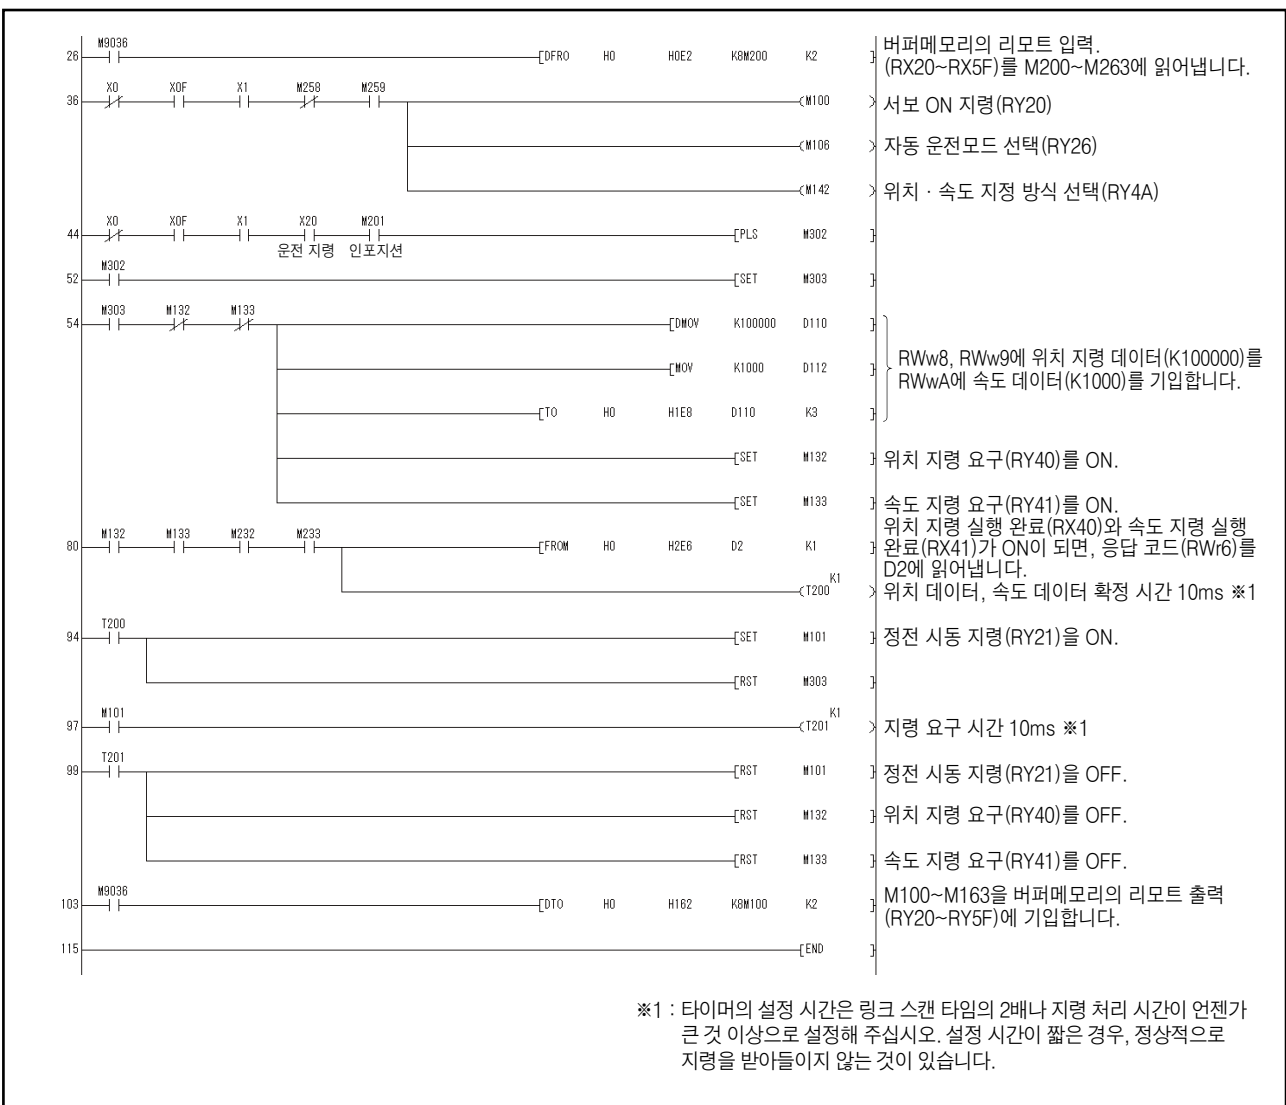 M9036
26 [DFRO H0 H0E2 K8M200 K2 ] 버퍼메모리의 리모트 입력.
(RX20~RX5F)를 M200~M263에 읽어냅니다.
X0 X0F X1 M258 M259
36 (M100 ) 서보 ON 지령(RY20)
(M106 ) 자동 운전모드 선택(RY26)
(M142 ) 위치 · 속도 지정 방식 선택(RY4A)
X0 X0F X1 X20 M201
44 [PLS M302 ]
운전 지령 인포지션
M302
52 [SET M303 ]
M303 M132 M133
54 [DMOV K100000 D110 ]
[MOV K1000 D112 ]
RWw8, RWw9에 위치 지령 데이터(K100000)를
RWwA에 속도 데이터(K1000)를 기입합니다.
[TO H0 H1E8 D110 K3 ]
[SET M132 ] 위치 지령 요구(RY40)를 ON.
[SET M133 ] 속도 지령 요구(RY41)를 ON.
M132 M133 M232 M233
80 [FROM H0 H2E6 D2 K1 ]
위치 지령 실행 완료(RX40)와 속도 지령 실행
완료(RX41)가 ON이 되면, 응답 코드(RWr6)를
D2에 읽어냅니다.
K1
(T200 ) 위치 데이터, 속도 데이터 확정 시간 10ms ※1
T200
94 [SET M101 ] 정전 시동 지령(RY21)을 ON.
[RST M303 ]
M101 K1
97 (T201 ) 지령 요구 시간 10ms ※1
T201
99 [RST M101 ] 정전 시동 지령(RY21)을 OFF.
[RST M132 ] 위치 지령 요구(RY40)를 OFF.
[RST M133 ] 속도 지령 요구(RY41)를 OFF.
M9036
103 [DTO H0 H162 K8M100 K2 ] M100~M163을 버퍼메모리의 리모트 출력
(RY20~RY5F)에 기입합니다.
115 [END ]
※1 : 타이머의 설정 시간은 링크 스캔 타임의 2배나 지령 처리 시간이 언젠가
큰 것 이상으로 설정해 주십시오. 설정 시간이 짧은 경우, 정상적으로
지령을 받아들이지 않는 것이 있습니다.